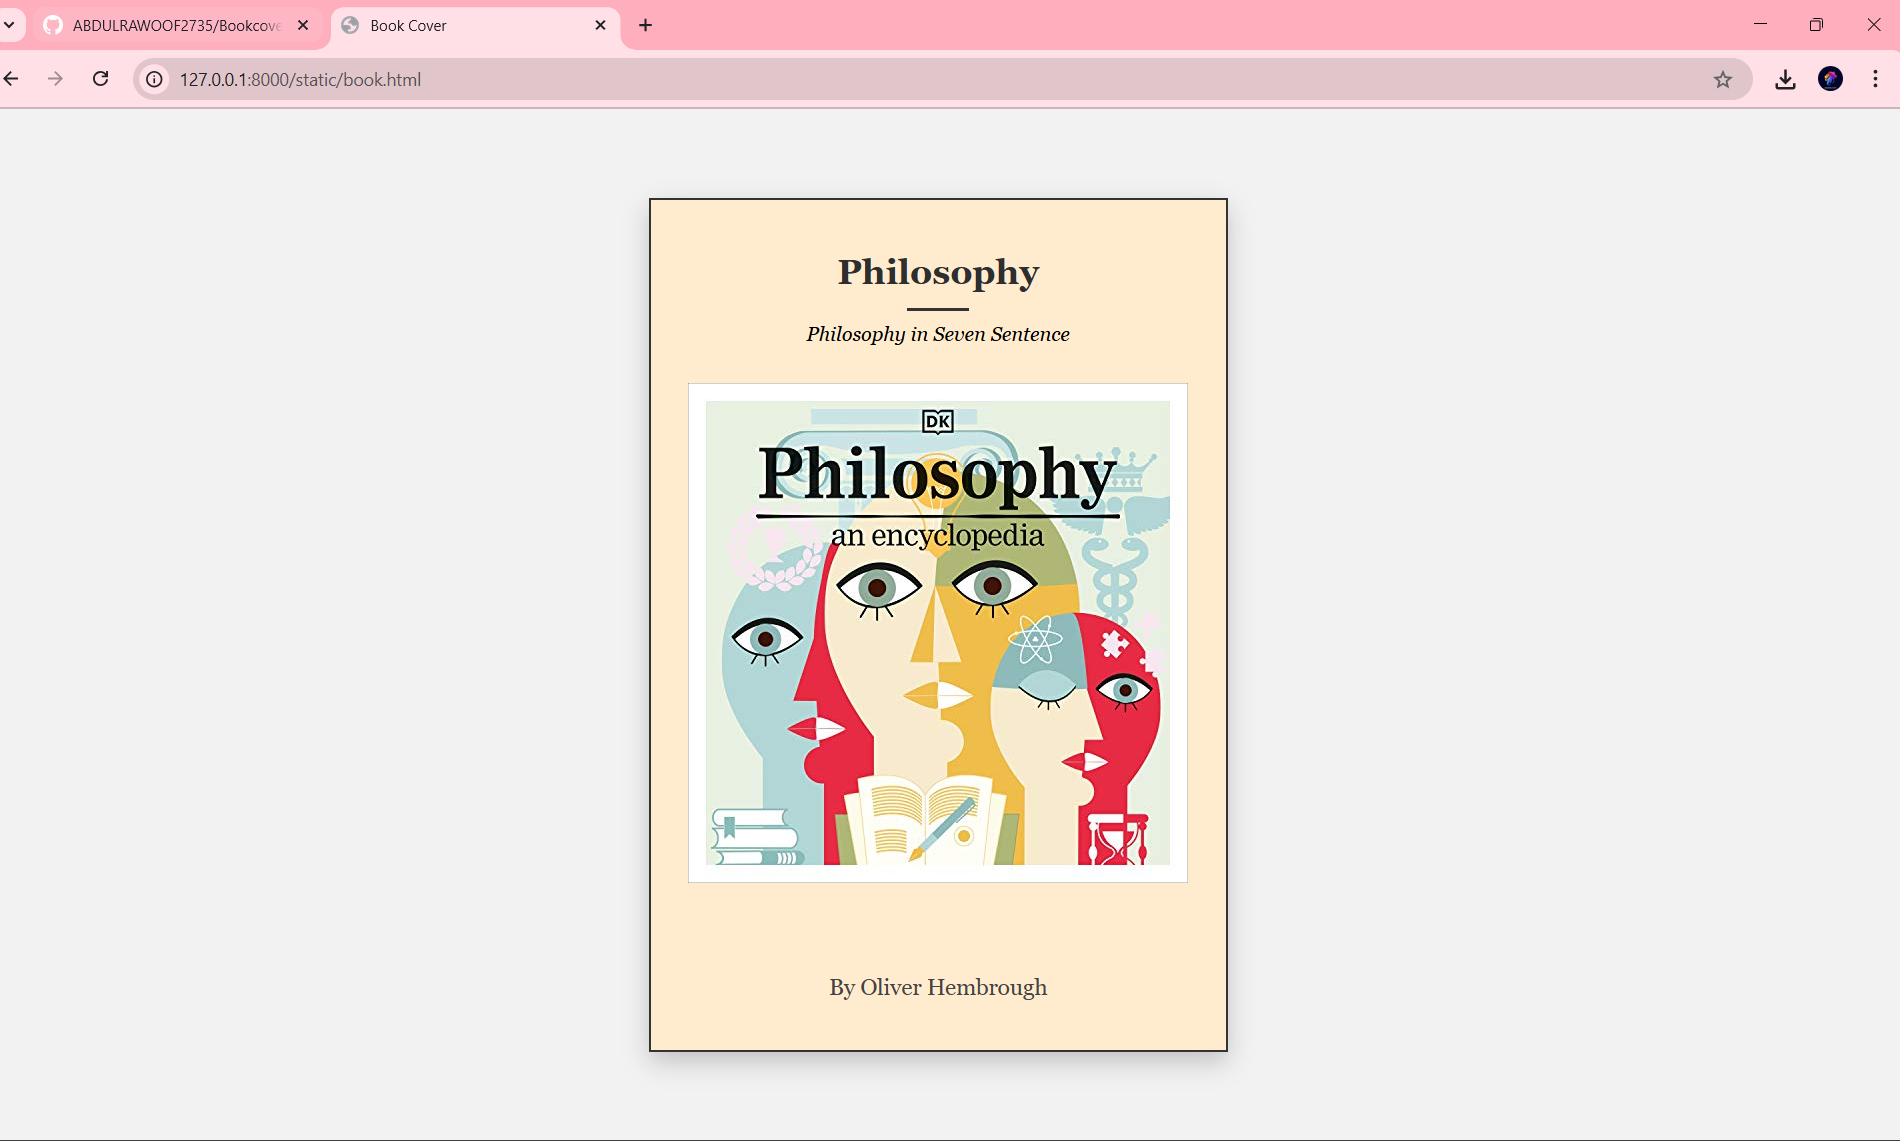 ABDULRAWOOF2735/Bookcove
Book Cover
127.0.0.1:8000/static/book.html
Philosophy
Philosophy in Seven Sentence
DK
Philosophy
an encyclopedia
By Oliver Hembrough